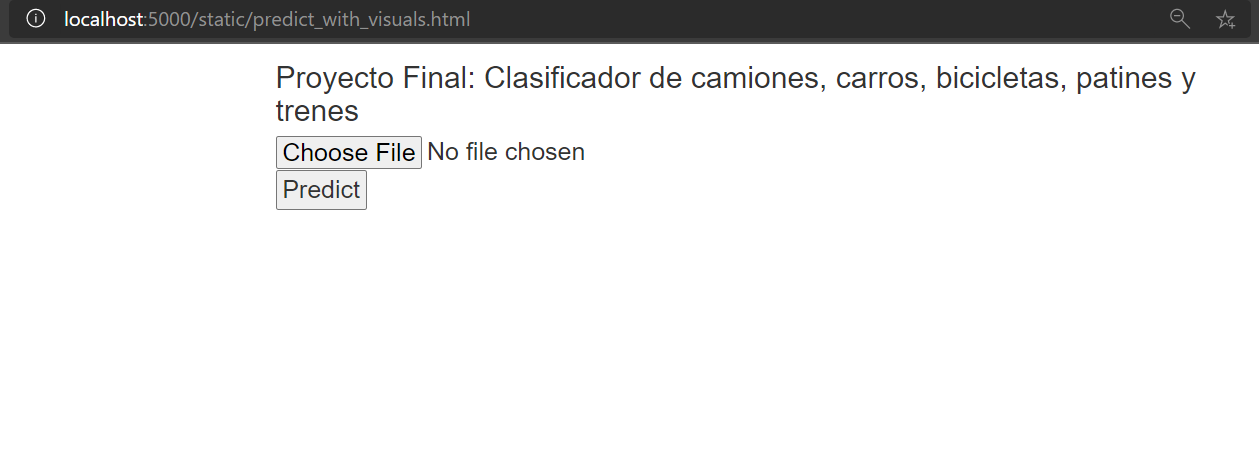 localhost:5000/static/predict_with_visuals.html
Proyecto Final: Clasificador de camiones, carros, bicicletas, patines y
trenes
Choose File No file chosen
Predict